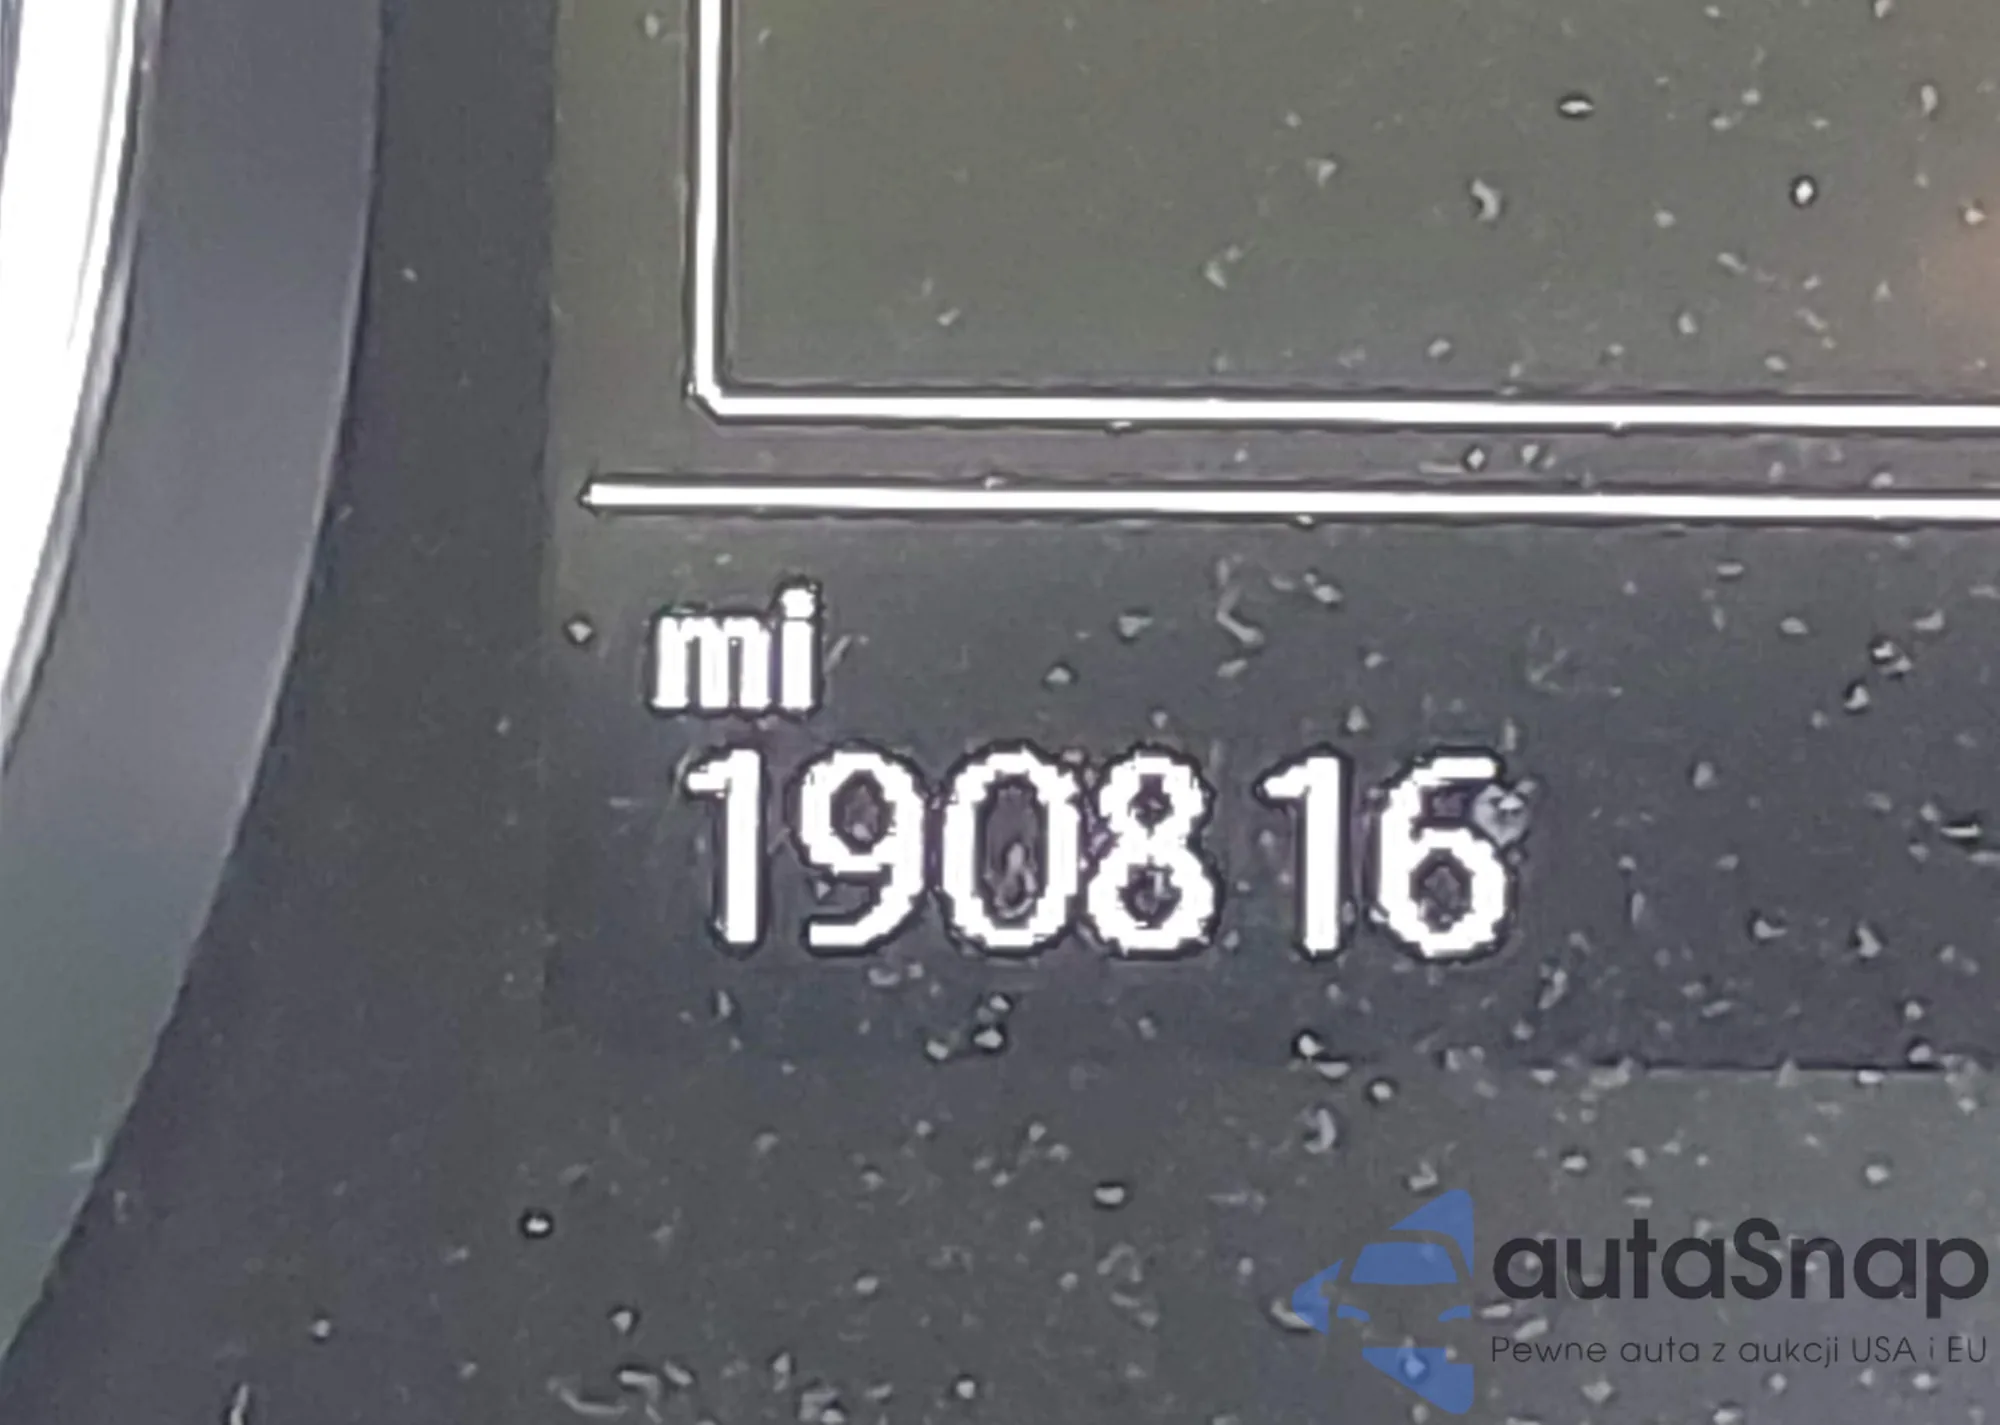 mi
190816
autaSnap
Pewne auta z aukcji USA i EU